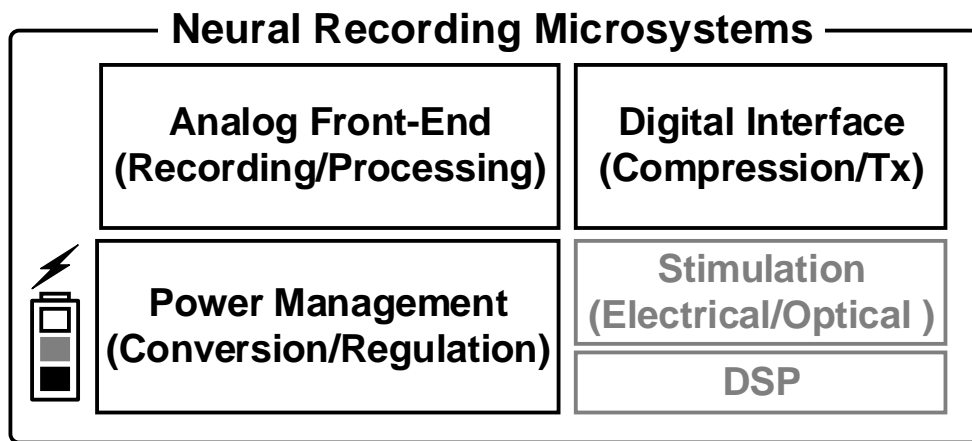 Neural Recording Microsystems
Analog Front-End
(Recording/Processing)
Digital Interface
(Compression/Tx)
Power Management
(Conversion/Regulation)
Stimulation
(Electrical/Optical )
DSP